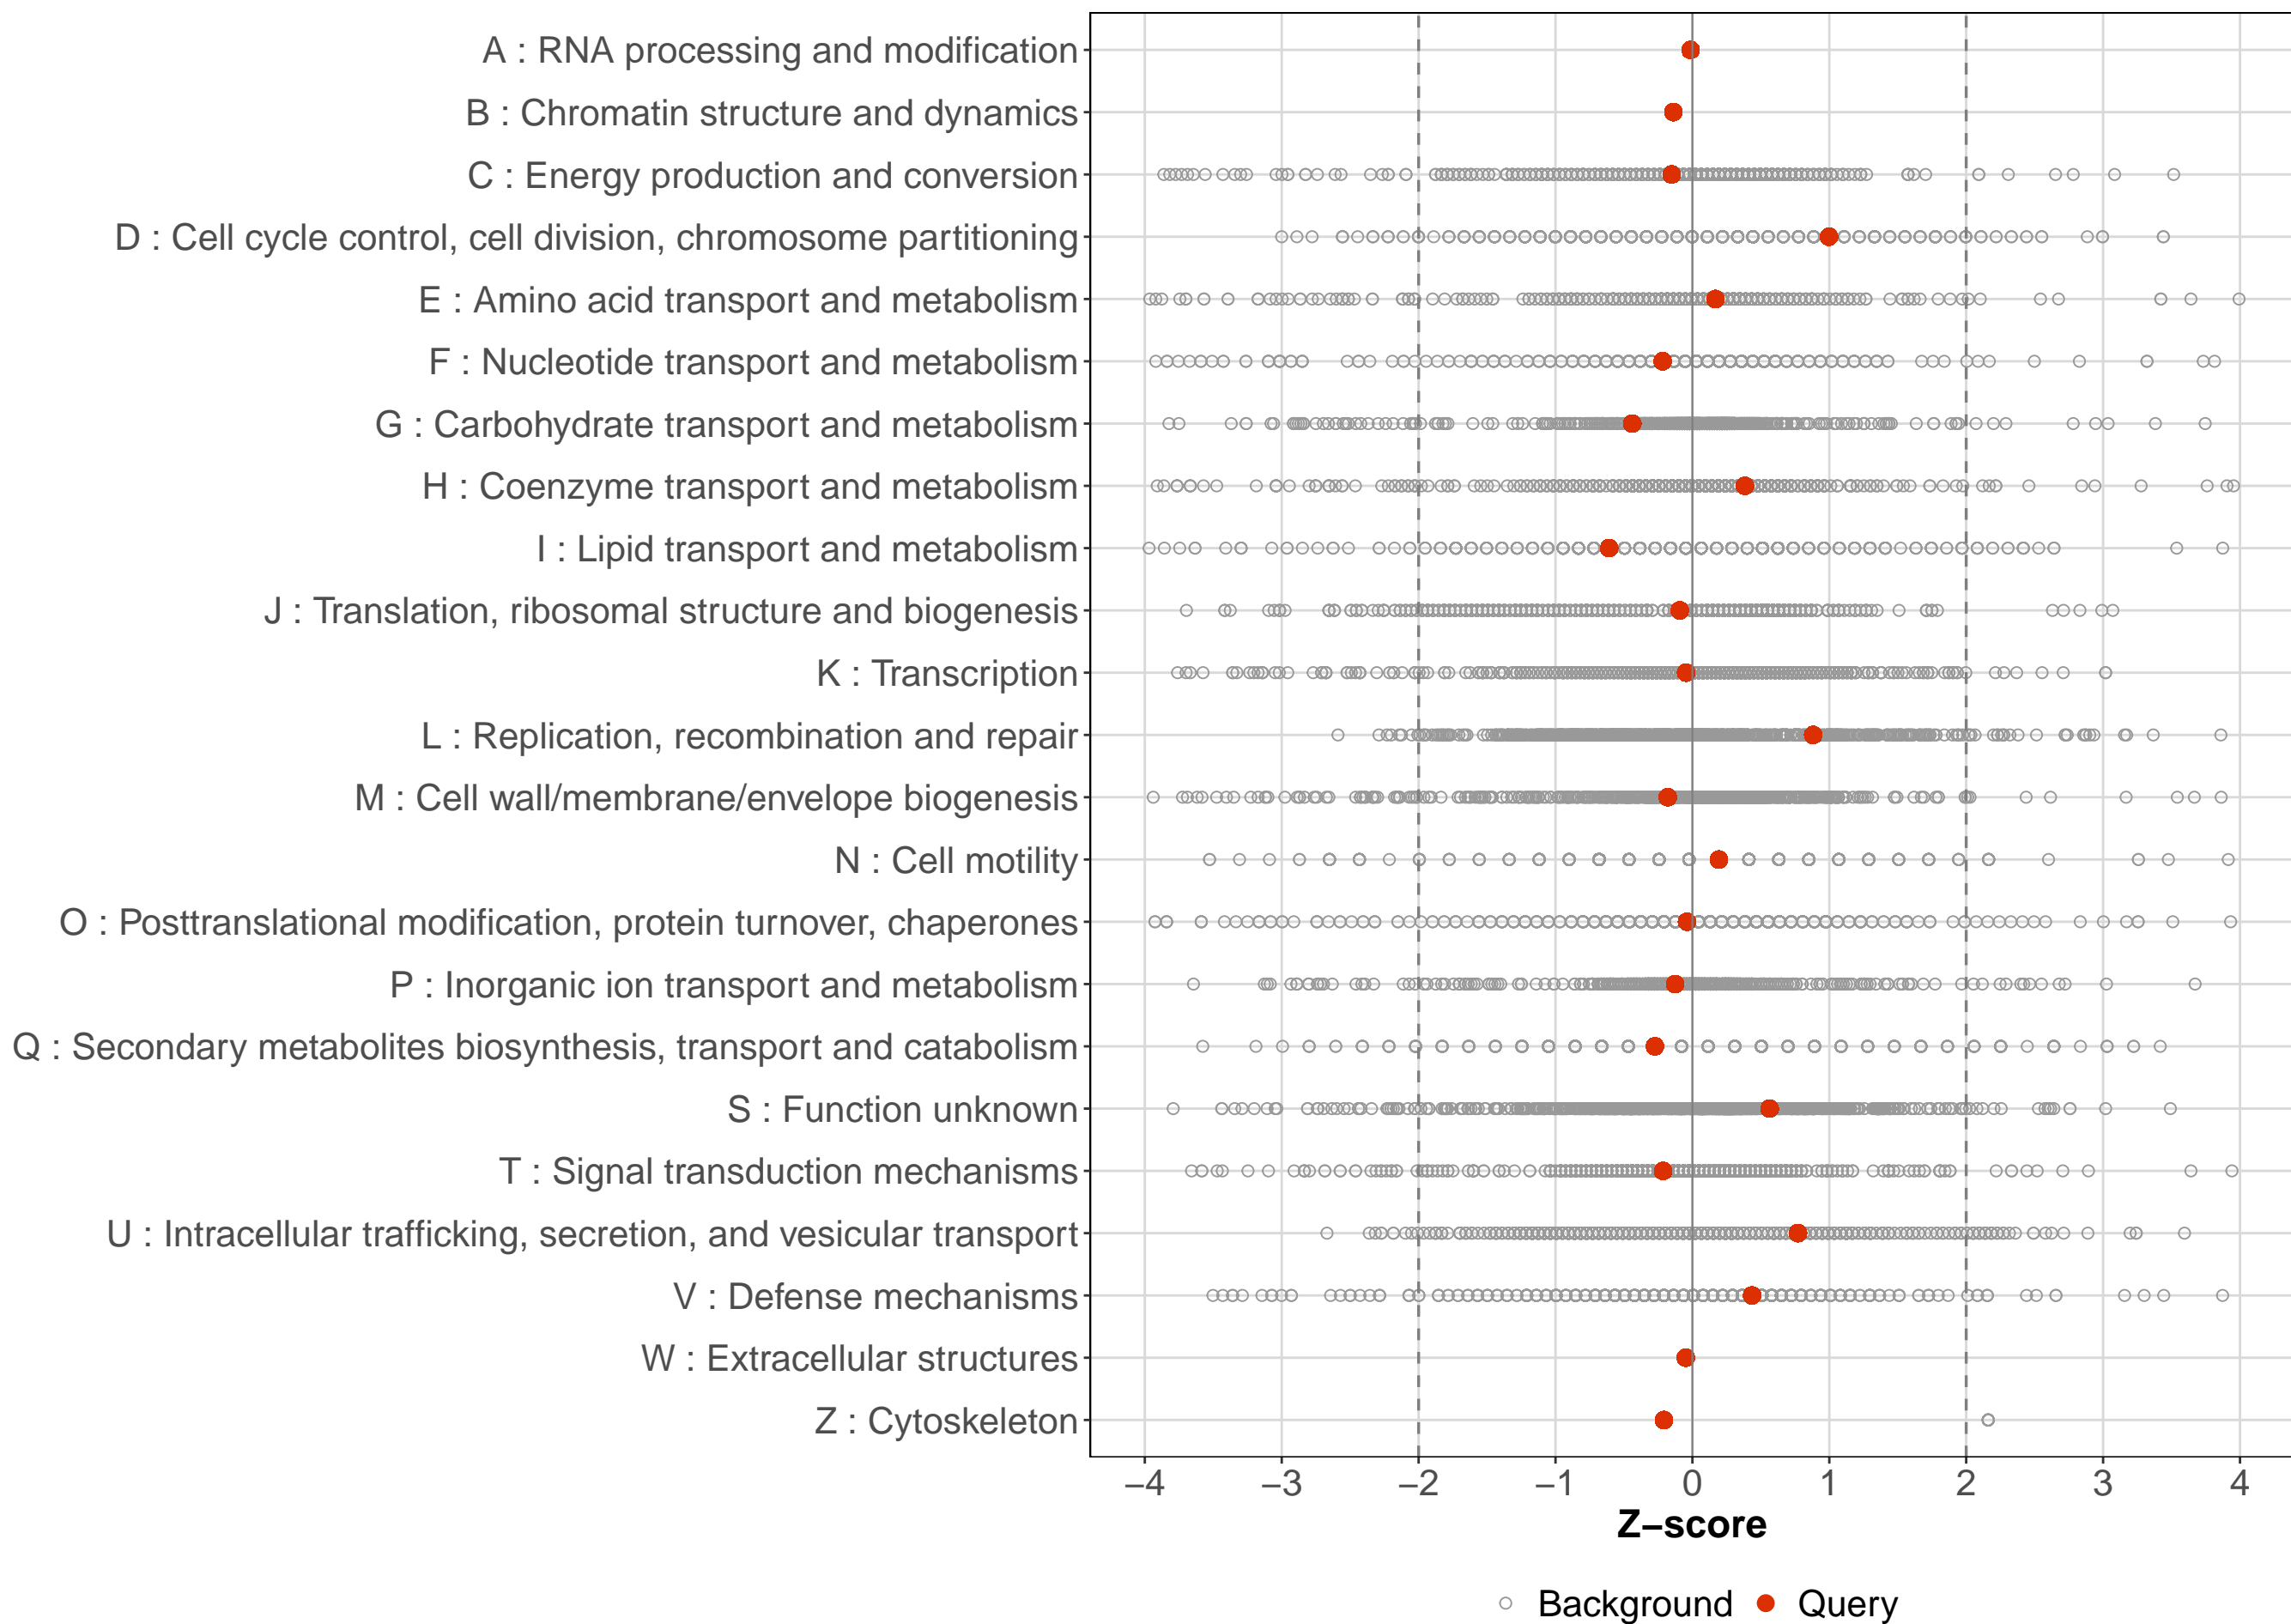 A : RNA processing and modification
B : Chromatin structure and dynamics
C : Energy production and conversion
D : Cell cycle control, cell division, chromosome partitioning
E : Amino acid transport and metabolism
F : Nucleotide transport and metabolism
G : Carbohydrate transport and metabolism
H : Coenzyme transport and metabolism
I : Lipid transport and metabolism
J : Translation, ribosomal structure and biogenesis
K : Transcription
L : Replication, recombination and repair
M : Cell wall/membrane/envelope biogenesis
N : Cell motility
O : Posttranslational modification, protein turnover, chaperones
P : Inorganic ion transport and metabolism
Q : Secondary metabolites biosynthesis, transport and catabolism
S : Function unknown
T : Signal transduction mechanisms
U : Intracellular trafficking, secretion, and vesicular transport
V : Defense mechanisms
W : Extracellular structures
Z : Cytoskeleton
−4 −3 −2 −1 0 1 2 3 4
Z−score
Background Query